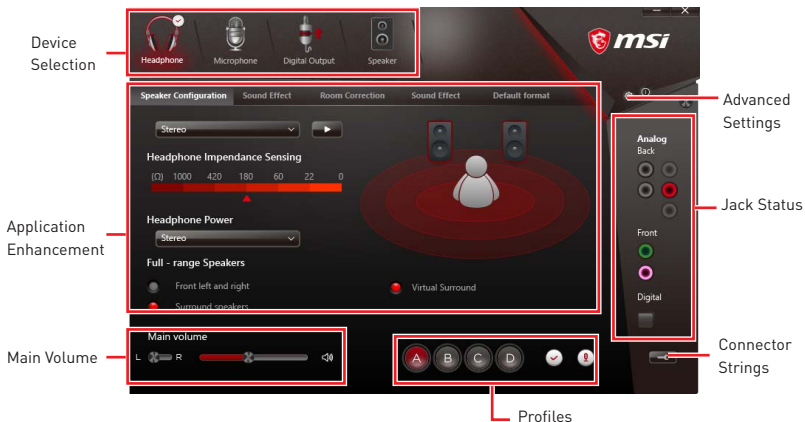 Device
Selection
Headphone
Microphone
Digital Output
Speaker
msi
Speaker Configuration
Sound Effect
Room Correction
Sound Effect
Default format
Advanced
Settings
Stereo
Headphone Impendance Sensing
(Ω) 1000 420 180 60 22 0
Headphone Power
Stereo
Full - range Speakers
Front left and right
Surround speakers
Virtual Surround
Application
Enhancement
Analog
Back
Front
Digital
Jack Status
Main volume
L R
Main Volume
A B C D
Profiles
Connector
Strings